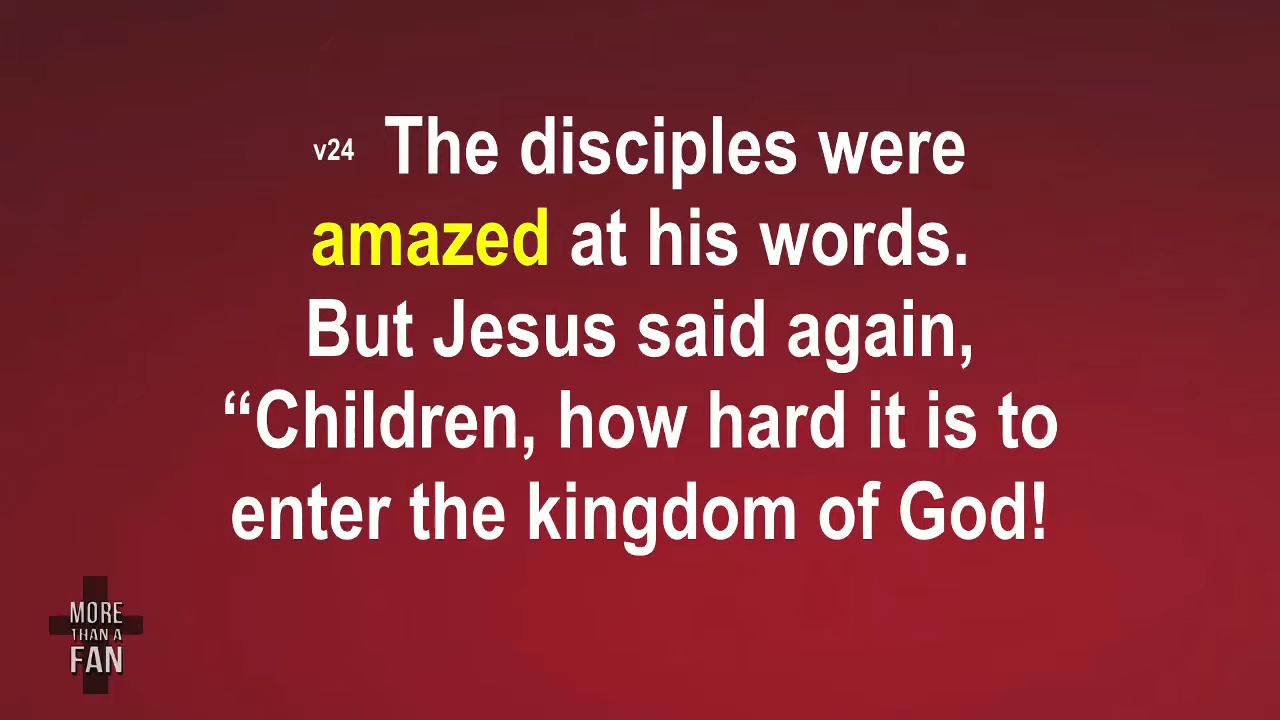 v24 The disciples were
amazed at his words.
But Jesus said again,
“Children, how hard it is to
enter the kingdom of God!
MORE
THAN A
FAN